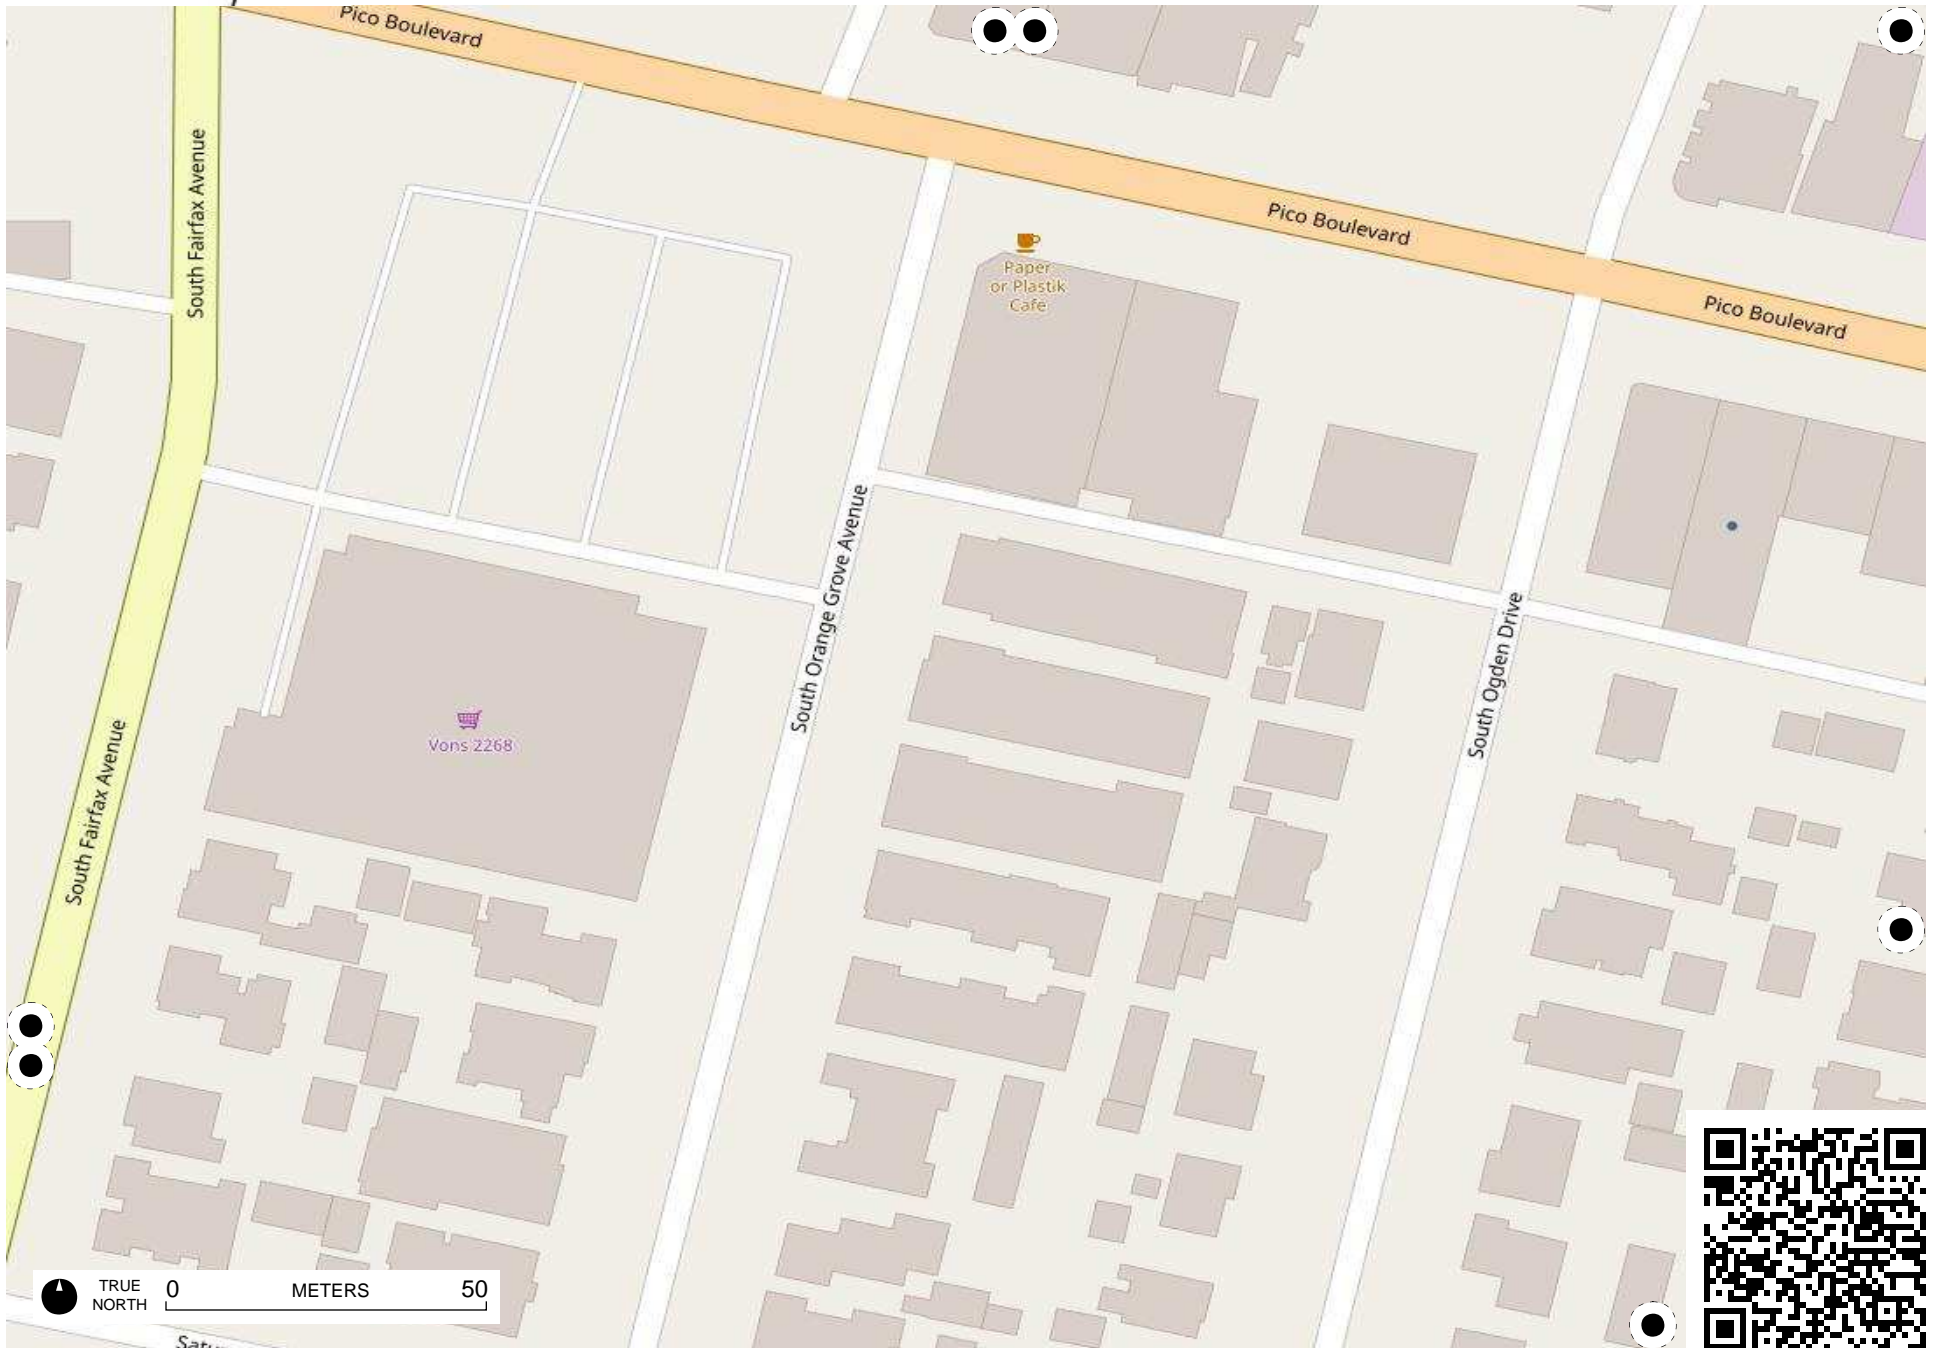 Pico Boulevard
South Fairfax Avenue
Pico Boulevard
Paper
or Plastik
Cafe
Pico Boulevard
South Orange Grove Avenue
South Ogden Drive
Vons 2268
South Fairfax Avenue
TRUE
NORTH
0 METERS 50